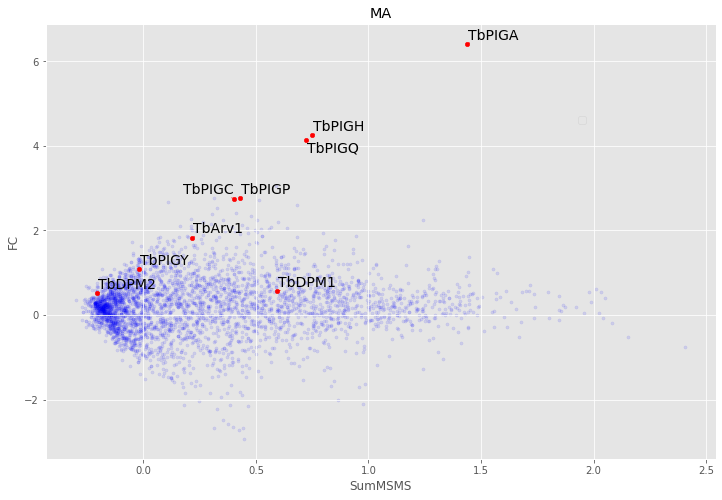 MA
TbPIGA
6
TbPIGH
4
TbPIGQ
TbPIGC TbPIGP
FC
2
TbArv1
TbPIGY
TbDPM2
TbDPM1
0
−2
0.0 0.5 1.0 1.5 2.0 2.5
SumMSMS